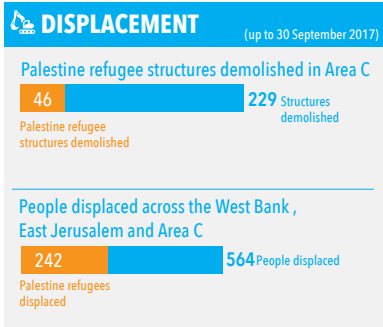 DISPLACEMENT
(up to 30 September 2017)
Palestine refugee structures demolished in Area C
46
229 Structures
demolished
Palestine refugee
structures demolished
People displaced across the West Bank ,
East Jerusalem and Area C
242
564 People displaced
Palestine refugees
displaced